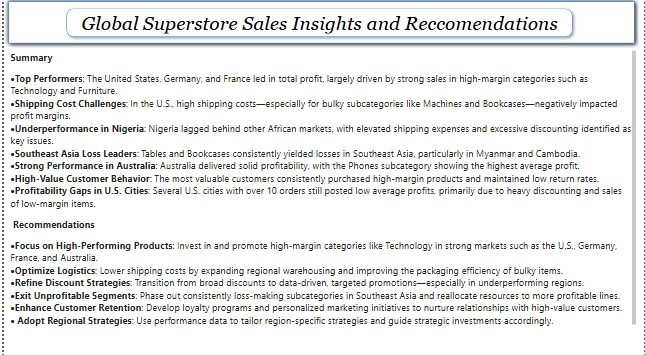 Global Superstore Sales Insights and Reccomendations
Summary
•Top Performers: The United States, Germany, and France led in total profit, largely driven by strong sales in high-margin categories such as
Technology and Furniture.
•Shipping Cost Challenges: In the U.S., high shipping costs—especially for bulky subcategories like Machines and Bookcases—negatively impacted
profit margins.
•Underperformance in Nigeria: Nigeria lagged behind other African markets, with elevated shipping expenses and excessive discounting identified as
key issues.
•Southeast Asia Loss Leaders: Tables and Bookcases consistently yielded losses in Southeast Asia, particularly in Myanmar and Cambodia.
•Strong Performance in Australia: Australia delivered solid profitability, with the Phones subcategory showing the highest average profit.
•High-Value Customer Behavior: The most valuable customers consistently purchased high-margin products and maintained low return rates.
•Profitability Gaps in U.S. Cities: Several U.S. cities with over 10 orders still posted low average profits, primarily due to heavy discounting and sales
of low-margin items.
Recommendations
•Focus on High-Performing Products: Invest in and promote high-margin categories like Technology in strong markets such as the U.S., Germany,
France, and Australia.
•Optimize Logistics: Lower shipping costs by expanding regional warehousing and improving the packaging efficiency of bulky items.
•Refine Discount Strategies: Transition from broad discounts to data-driven, targeted promotions—especially in underperforming regions.
•Exit Unprofitable Segments: Phase out consistently loss-making subcategories in Southeast Asia and reallocate resources to more profitable lines.
•Enhance Customer Retention: Develop loyalty programs and personalized marketing initiatives to nurture relationships with high-value customers.
• Adopt Regional Strategies: Use performance data to tailor region-specific strategies and guide strategic investments accordingly.